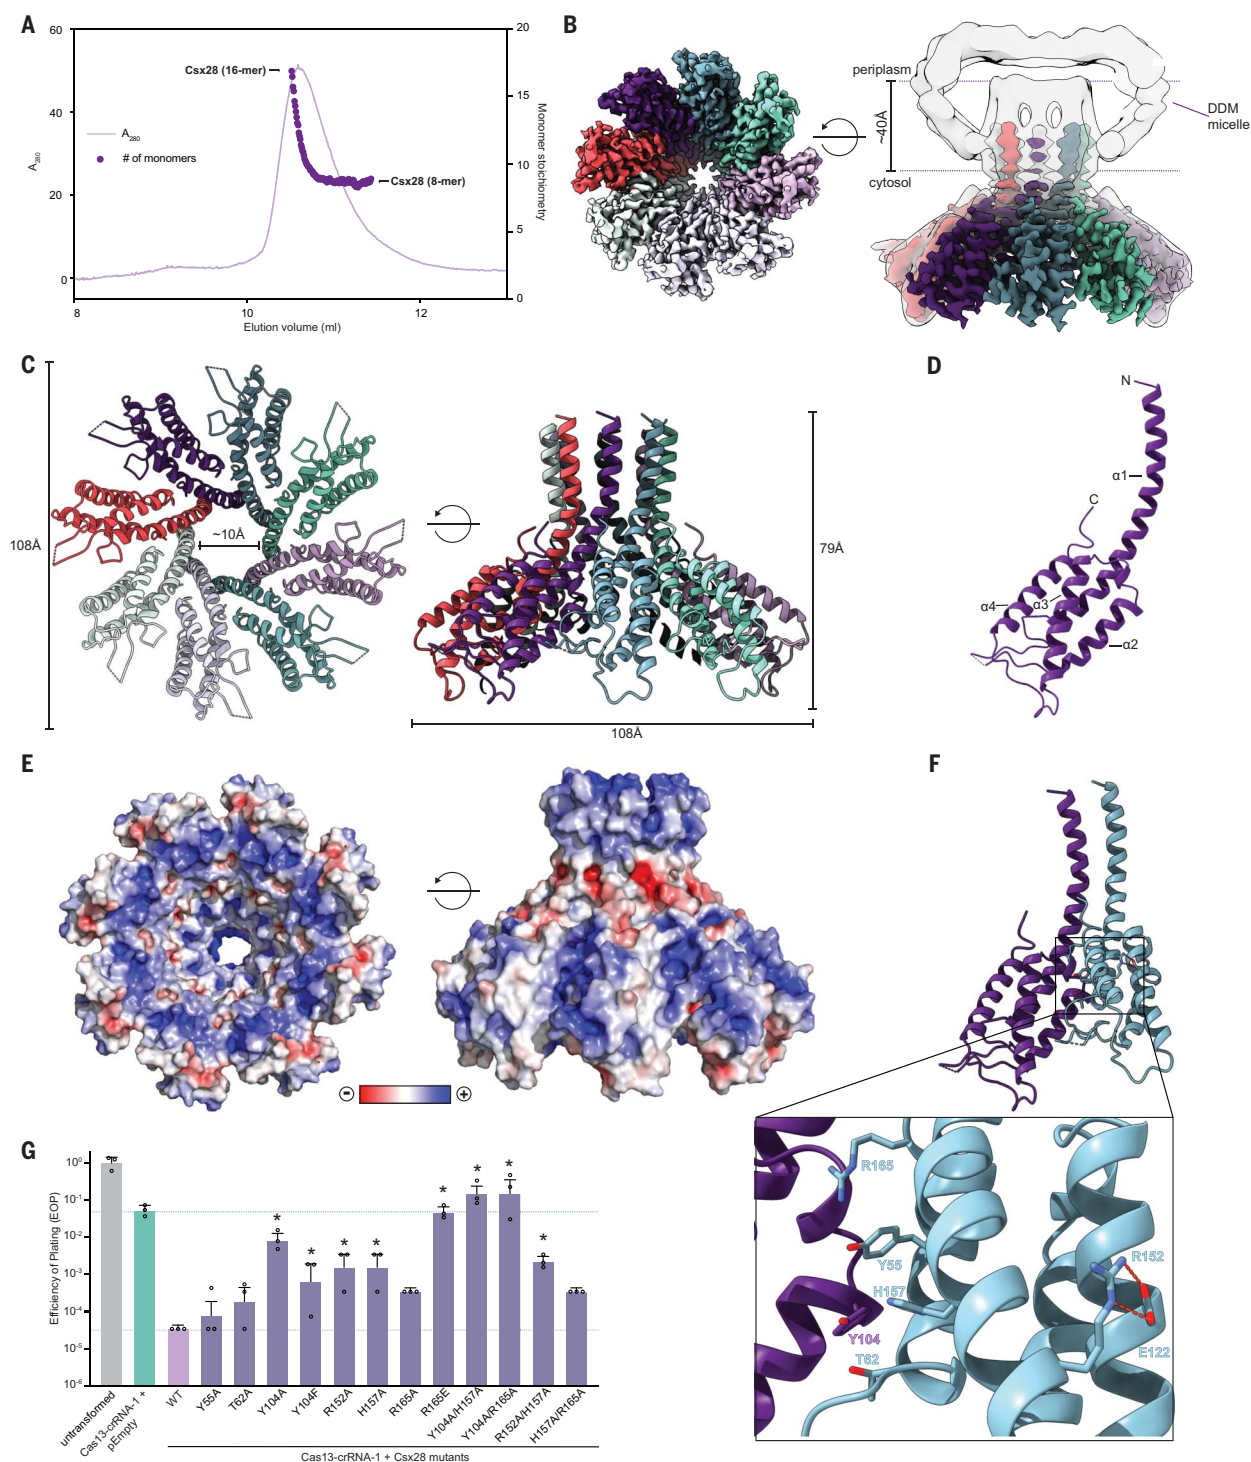 A
60
40
20
0
A280
Csx28 (16-mer)
A280
# of monomers
Csx28 (8-mer)
20
15
10
5
0
Monomer stoichiometry
8
10
12
Elution volume (ml)
B
periplasm
~40Å
cytosol
DDM
micelle
C
108Å
~10Å
79Å
108Å
D
N
α1
C
α4
α3
α2
E
-
+
F
R165
Y55
H157
Y104
T62
R152
E122
G
Efficiency of Plating (EOP)
10⁰
10⁻¹
10⁻²
10⁻³
10⁻⁴
10⁻⁵
10⁻⁶
*
*
*
*
*
*
*
*
untransformed
Cas13-crRNA-1 +
pEmpty
WT
Y55A
T62A
Y104A
Y104F
R152A
H157A
R165A
R165E
Y104A/H157A
Y104A/R165A
R152A/H157A
H157A/R165A
Cas13-crRNA-1 + Csx28 mutants